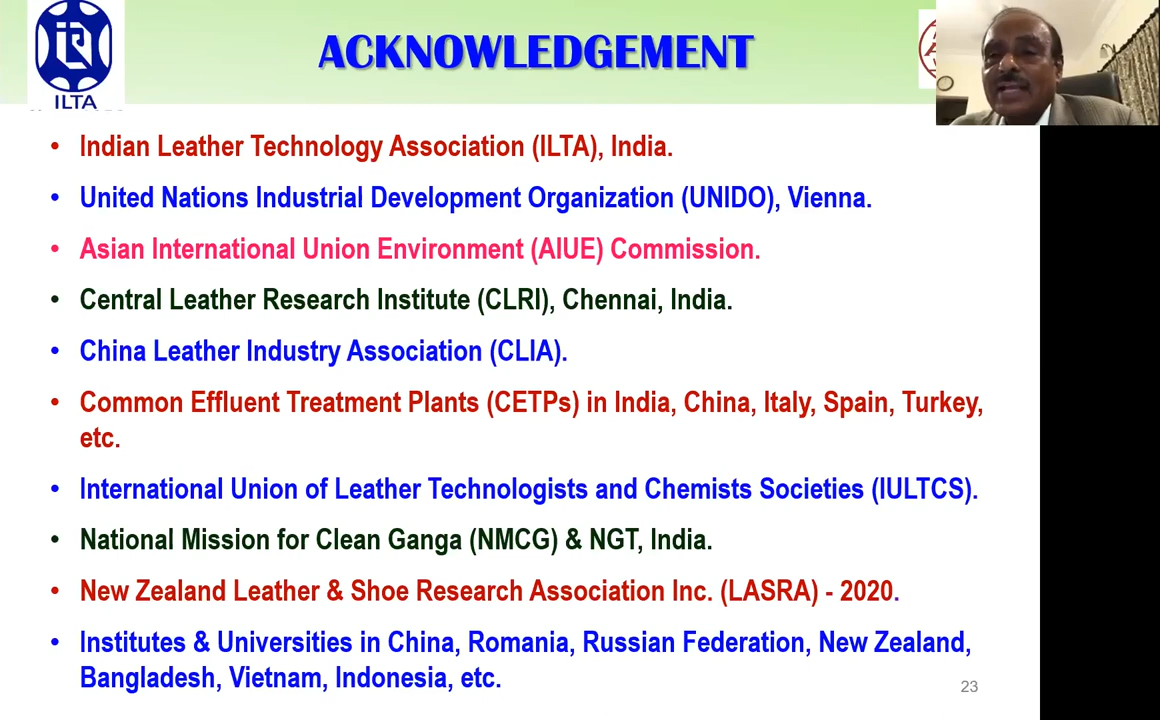 ILTA
ACKNOWLEDGEMENT
• Indian Leather Technology Association (ILTA), India.
• United Nations Industrial Development Organization (UNIDO), Vienna.
• Asian International Union Environment (AIUE) Commission.
• Central Leather Research Institute (CLRI), Chennai, India.
• China Leather Industry Association (CLIA).
• Common Effluent Treatment Plants (CETPs) in India, China, Italy, Spain, Turkey,
etc.
• International Union of Leather Technologists and Chemists Societies (IULTCS).
• National Mission for Clean Ganga (NMCG) & NGT, India.
• New Zealand Leather & Shoe Research Association Inc. (LASRA) - 2020.
• Institutes & Universities in China, Romania, Russian Federation, New Zealand,
Bangladesh, Vietnam, Indonesia, etc.
23